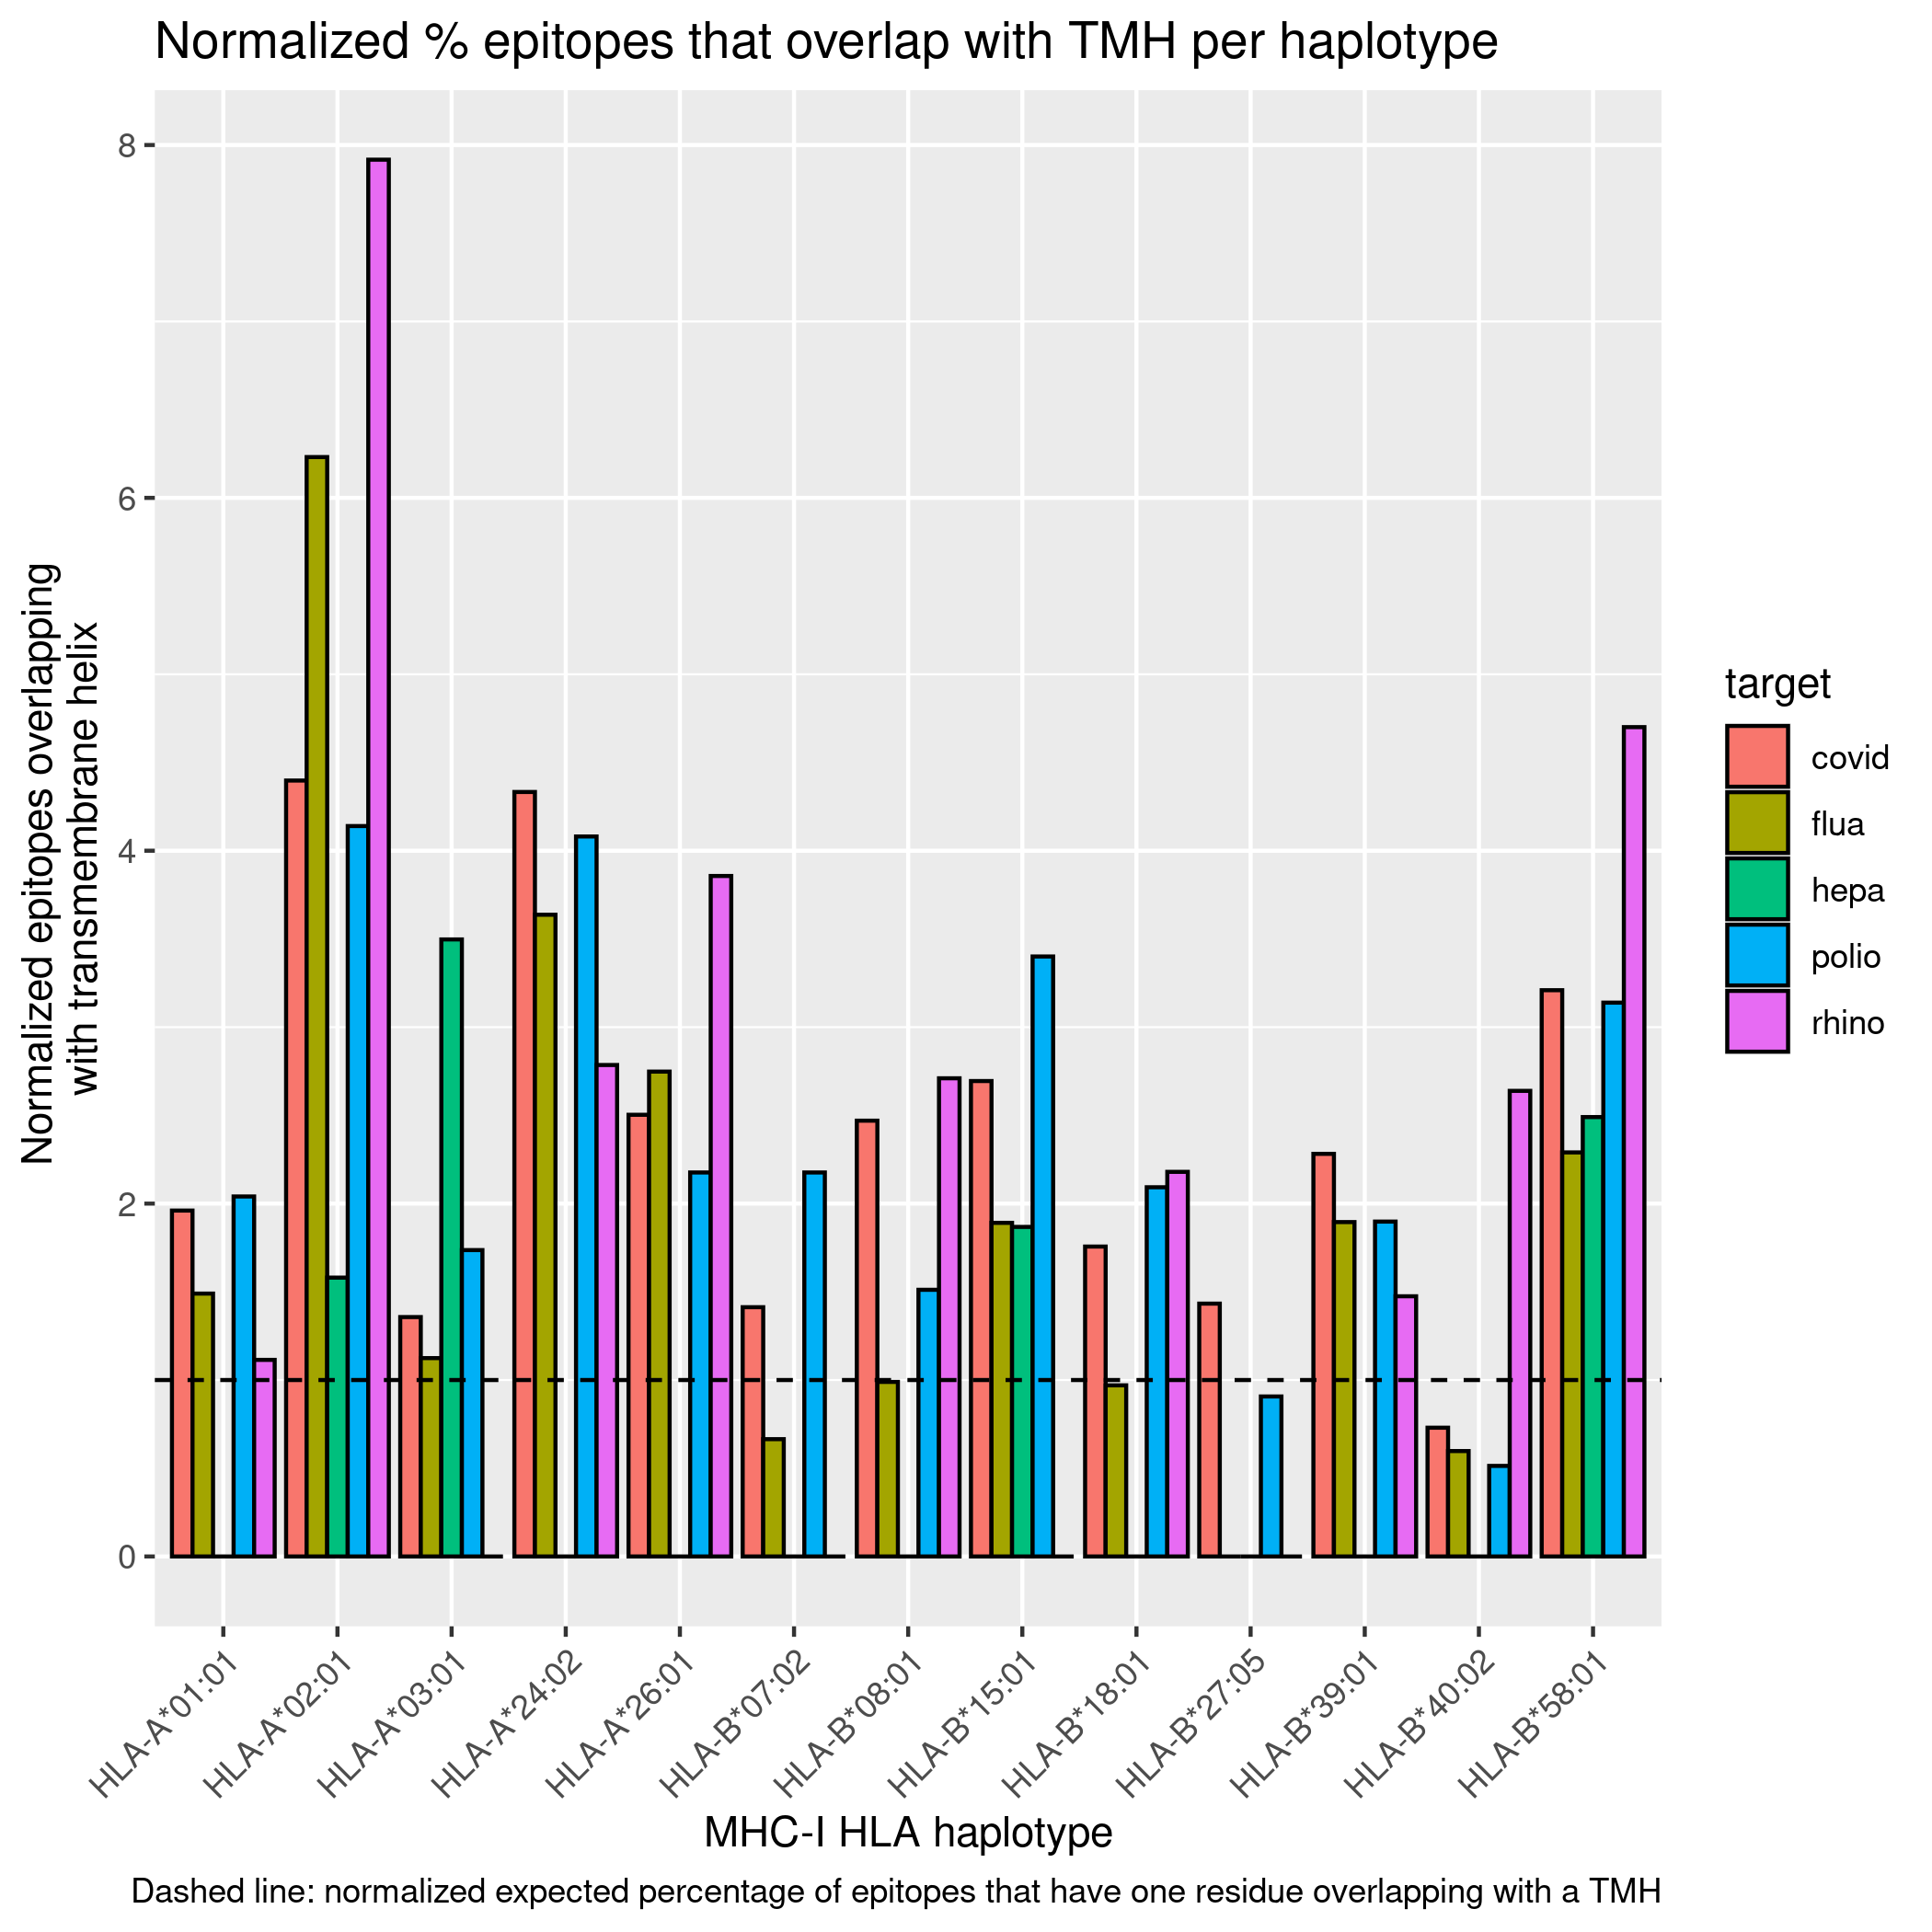 Normalized % epitopes that overlap with TMH per haplotype
Normalized epitopes overlapping
with transmembrane helix
8
6
4
2
0
HLA-A*01:01
HLA-A*02:01
HLA-A*03:01
HLA-A*24:02
HLA-A*26:01
HLA-B*07:02
HLA-B*08:01
HLA-B*15:01
HLA-B*18:01
HLA-B*27:05
HLA-B*39:01
HLA-B*40:02
HLA-B*58:01
MHC-I HLA haplotype
Dashed line: normalized expected percentage of epitopes that have one residue overlapping with a TMH
target
covid
flua
hepa
polio
rhino